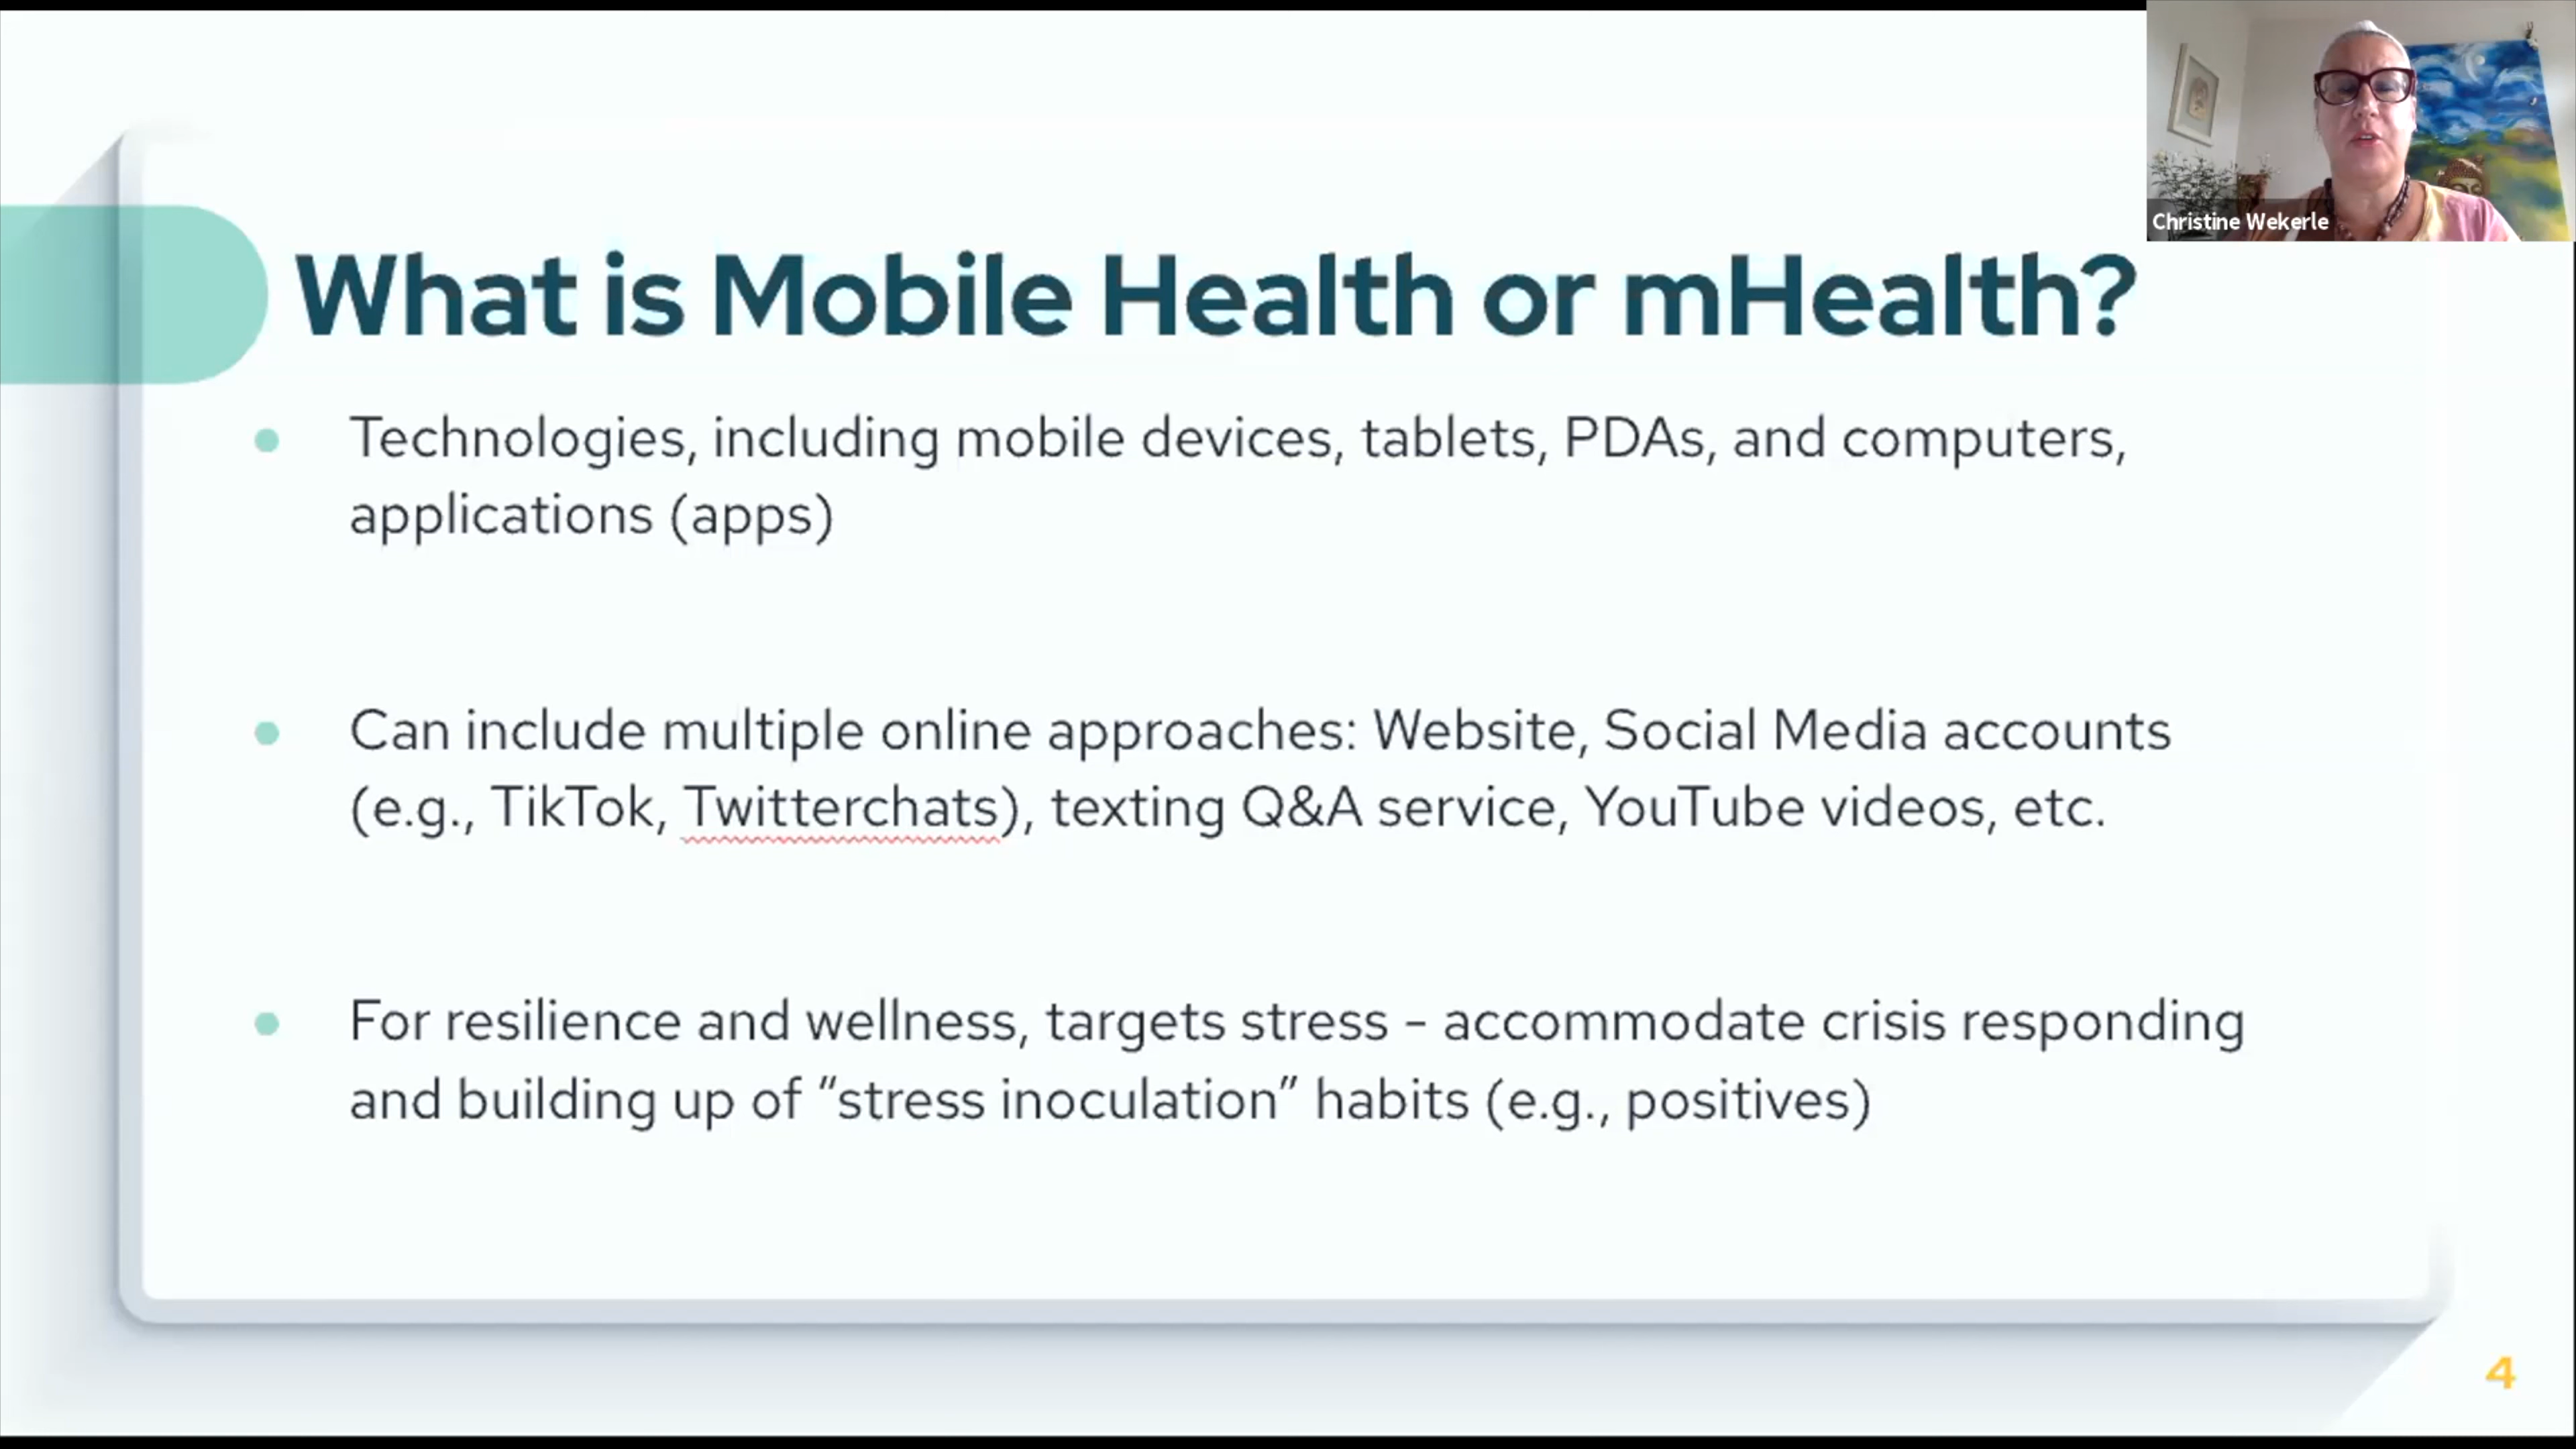 Christine Wekerle
What is Mobile Health or mHealth?
Technologies, including mobile devices, tablets, PDAs, and computers,
applications (apps)
Can include multiple online approaches: Website, Social Media accounts
(e.g., TikTok, Twitterchats), texting Q&A service, YouTube videos, etc.
For resilience and wellness, targets stress – accommodate crisis responding
and building up of “stress inoculation” habits (e.g., positives)
4